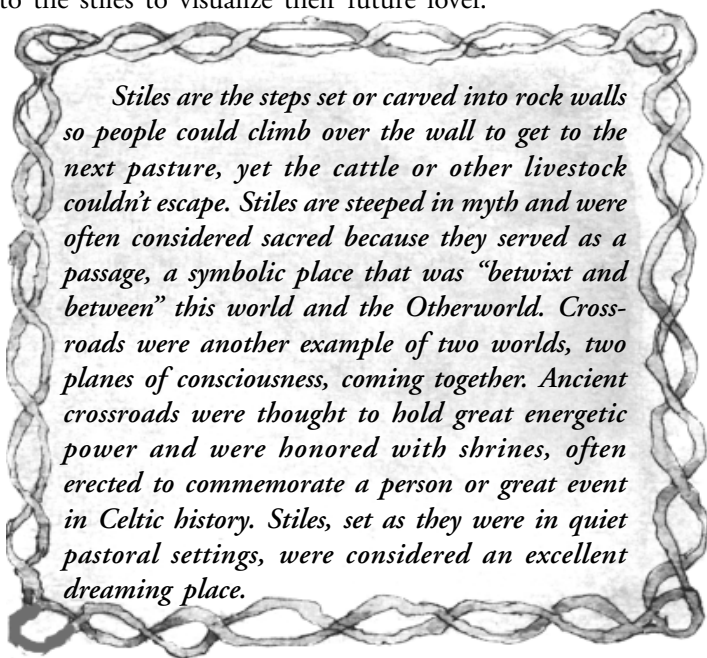 to the stiles to visualize their future lover.
Stiles are the steps set or carved into rock walls
so people could climb over the wall to get to the
next pasture, yet the cattle or other livestock
couldn’t escape. Stiles are steeped in myth and were
often considered sacred because they served as a
passage, a symbolic place that was “betwixt and
between” this world and the Otherworld. Cross-
roads were another example of two worlds, two
planes of consciousness, coming together. Ancient
crossroads were thought to hold great energetic
power and were honored with shrines, often
erected to commemorate a person or great event
in Celtic history. Stiles, set as they were in quiet
pastoral settings, were considered an excellent
dreaming place.